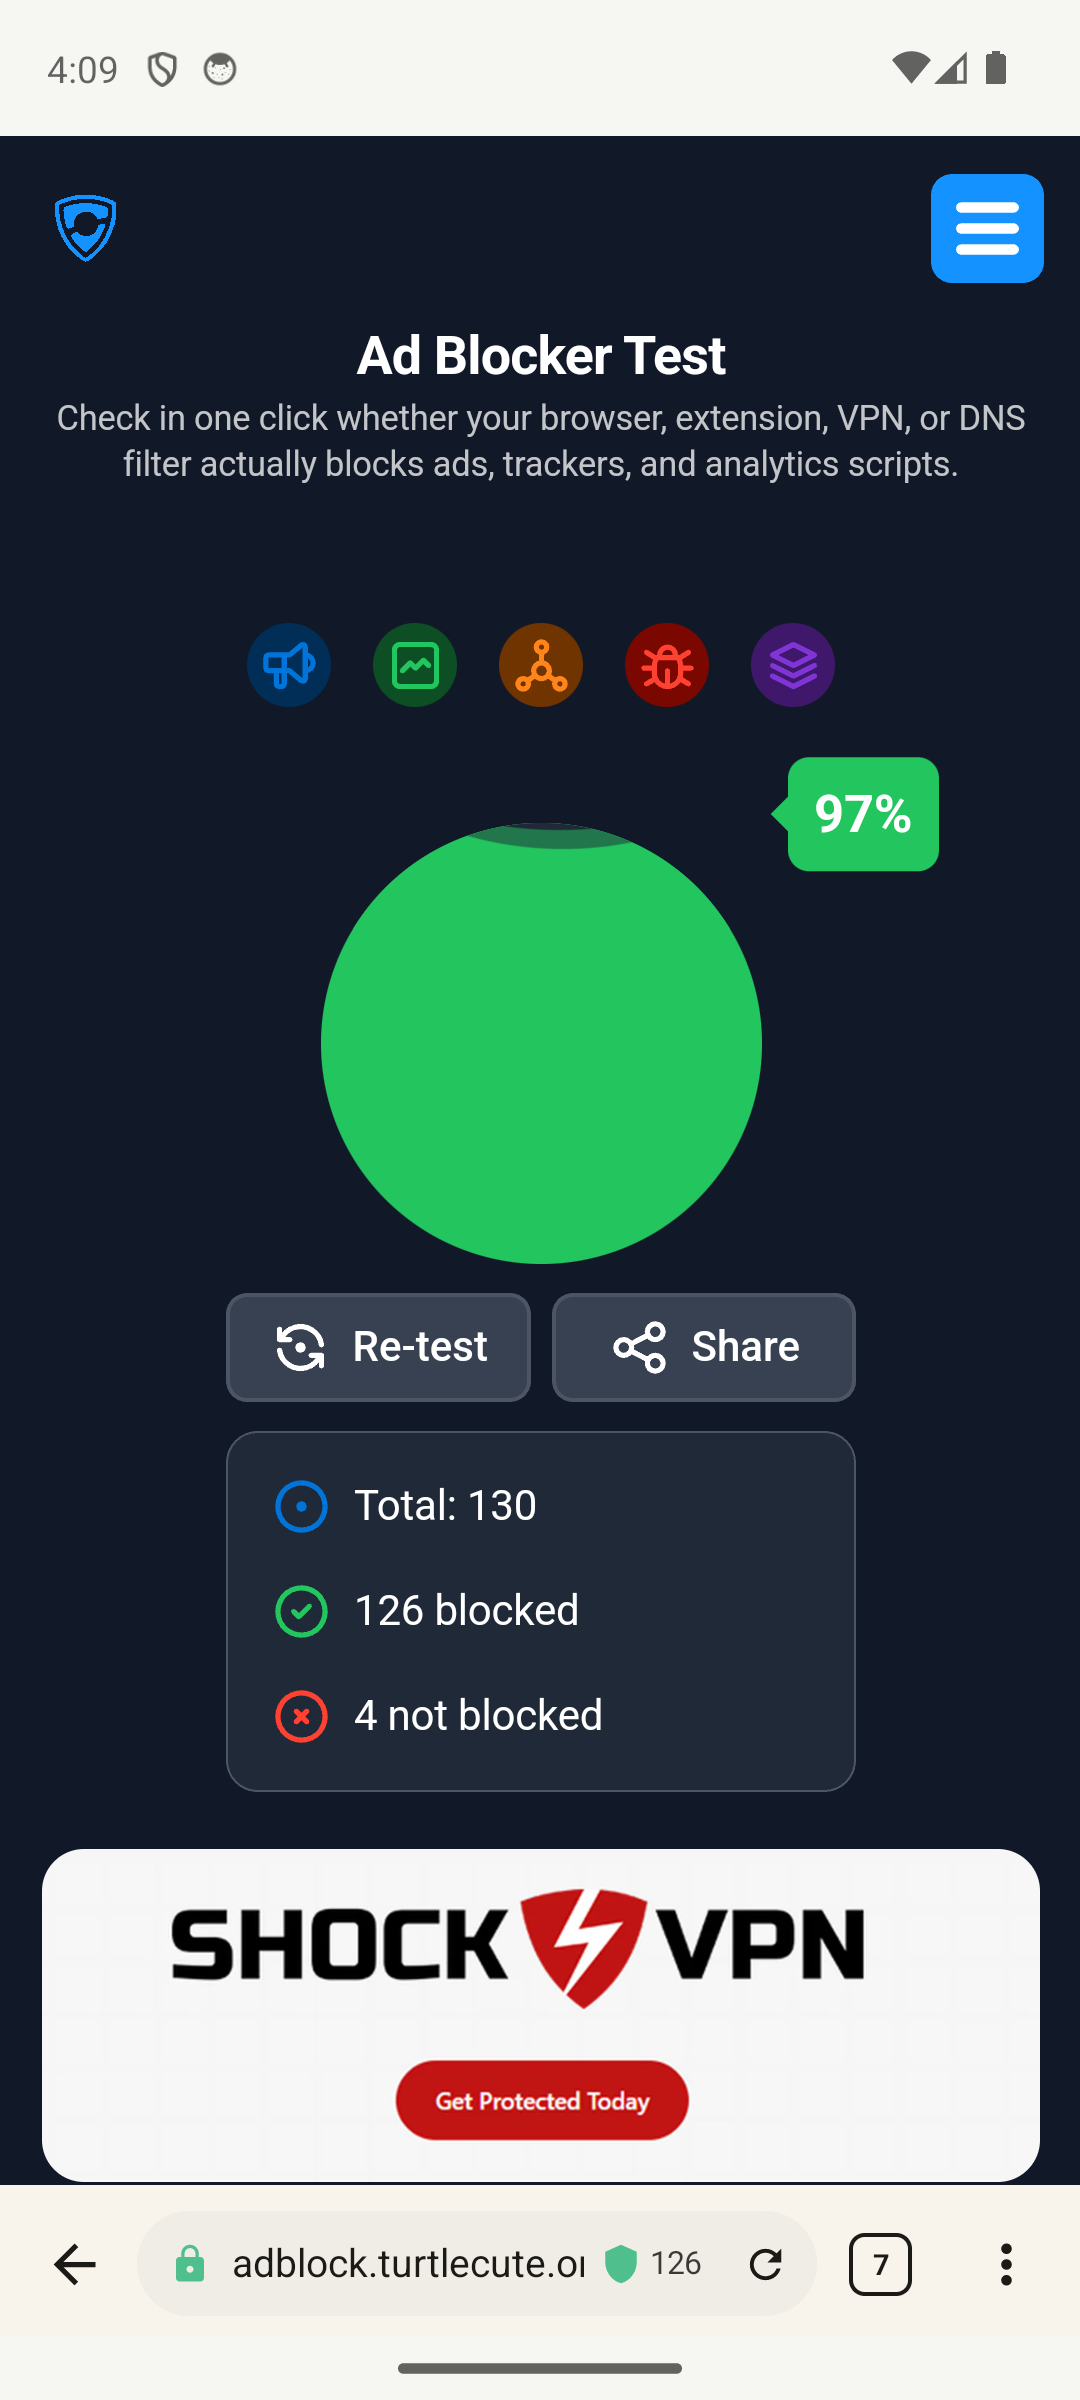 4:09
Ad Blocker Test
Check in one click whether your browser, extension, VPN, or DNS
filter actually blocks ads, trackers, and analytics scripts.
97%
Re-test
Share
Total: 130
126 blocked
4 not blocked
SHOCK VPN
Get Protected Today
adblock.turtlecute.or
126
7